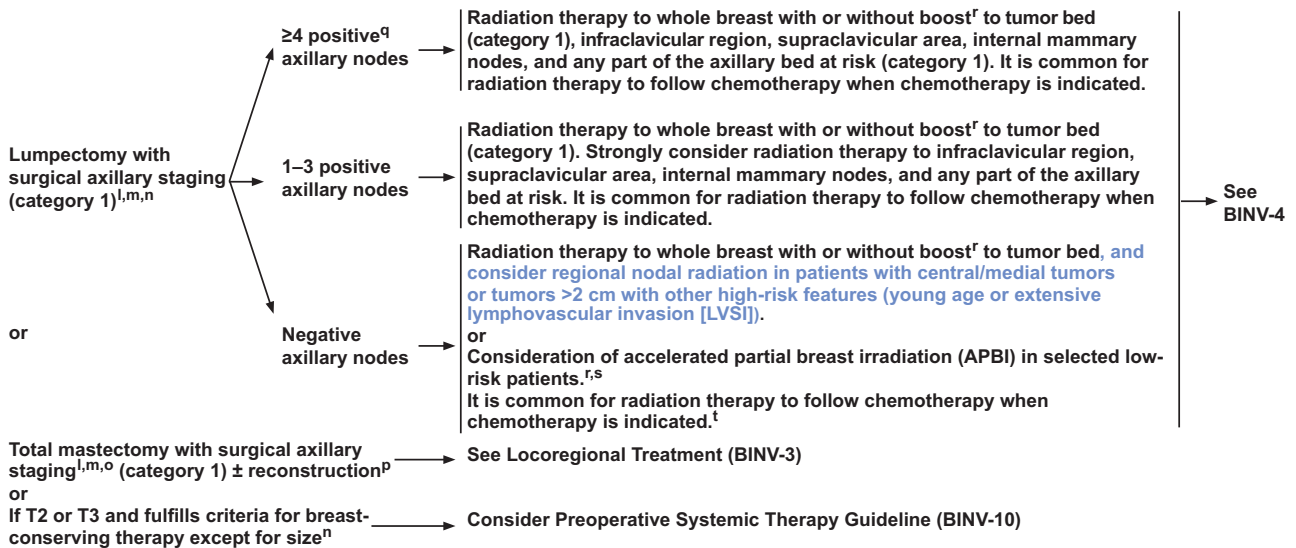 ≥4 positiveq
axillary nodes
Radiation therapy to whole breast with or without boostr to tumor bed
(category 1), infraclavicular region, supraclavicular area, internal mammary
nodes, and any part of the axillary bed at risk (category 1). It is common for
radiation therapy to follow chemotherapy when chemotherapy is indicated.
Lumpectomy with
surgical axillary staging
(category 1)l,m,n
1–3 positive
axillary nodes
Radiation therapy to whole breast with or without boostr to tumor bed
(category 1). Strongly consider radiation therapy to infraclavicular region,
supraclavicular area, internal mammary nodes, and any part of the axillary
bed at risk. It is common for radiation therapy to follow chemotherapy when
chemotherapy is indicated.
See
BINV-4
or
Negative
axillary nodes
Radiation therapy to whole breast with or without boostr to tumor bed, and
consider regional nodal radiation in patients with central/medial tumors
or tumors >2 cm with other high-risk features (young age or extensive
lymphovascular invasion [LVSI]).
or
Consideration of accelerated partial breast irradiation (APBI) in selected low-
risk patients.r,s
It is common for radiation therapy to follow chemotherapy when
chemotherapy is indicated.t
Total mastectomy with surgical axillary
stagingl,m,o (category 1) ± reconstructionp
See Locoregional Treatment (BINV-3)
or
If T2 or T3 and fulfills criteria for breast-
conserving therapy except for sizen
Consider Preoperative Systemic Therapy Guideline (BINV-10)